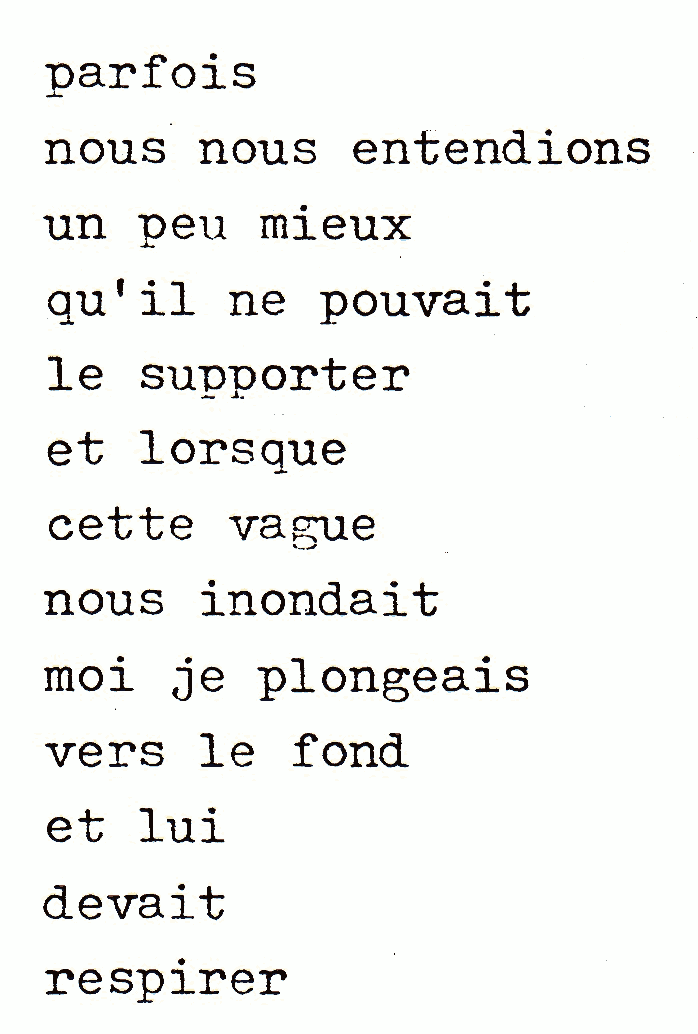 parfois
nous nous entendions
un peu mieux
qu'il ne pouvait
le supporter
et lorsque
cette vague
nous inondait
moi je plongeais
vers le fond
et lui
devait
respirer